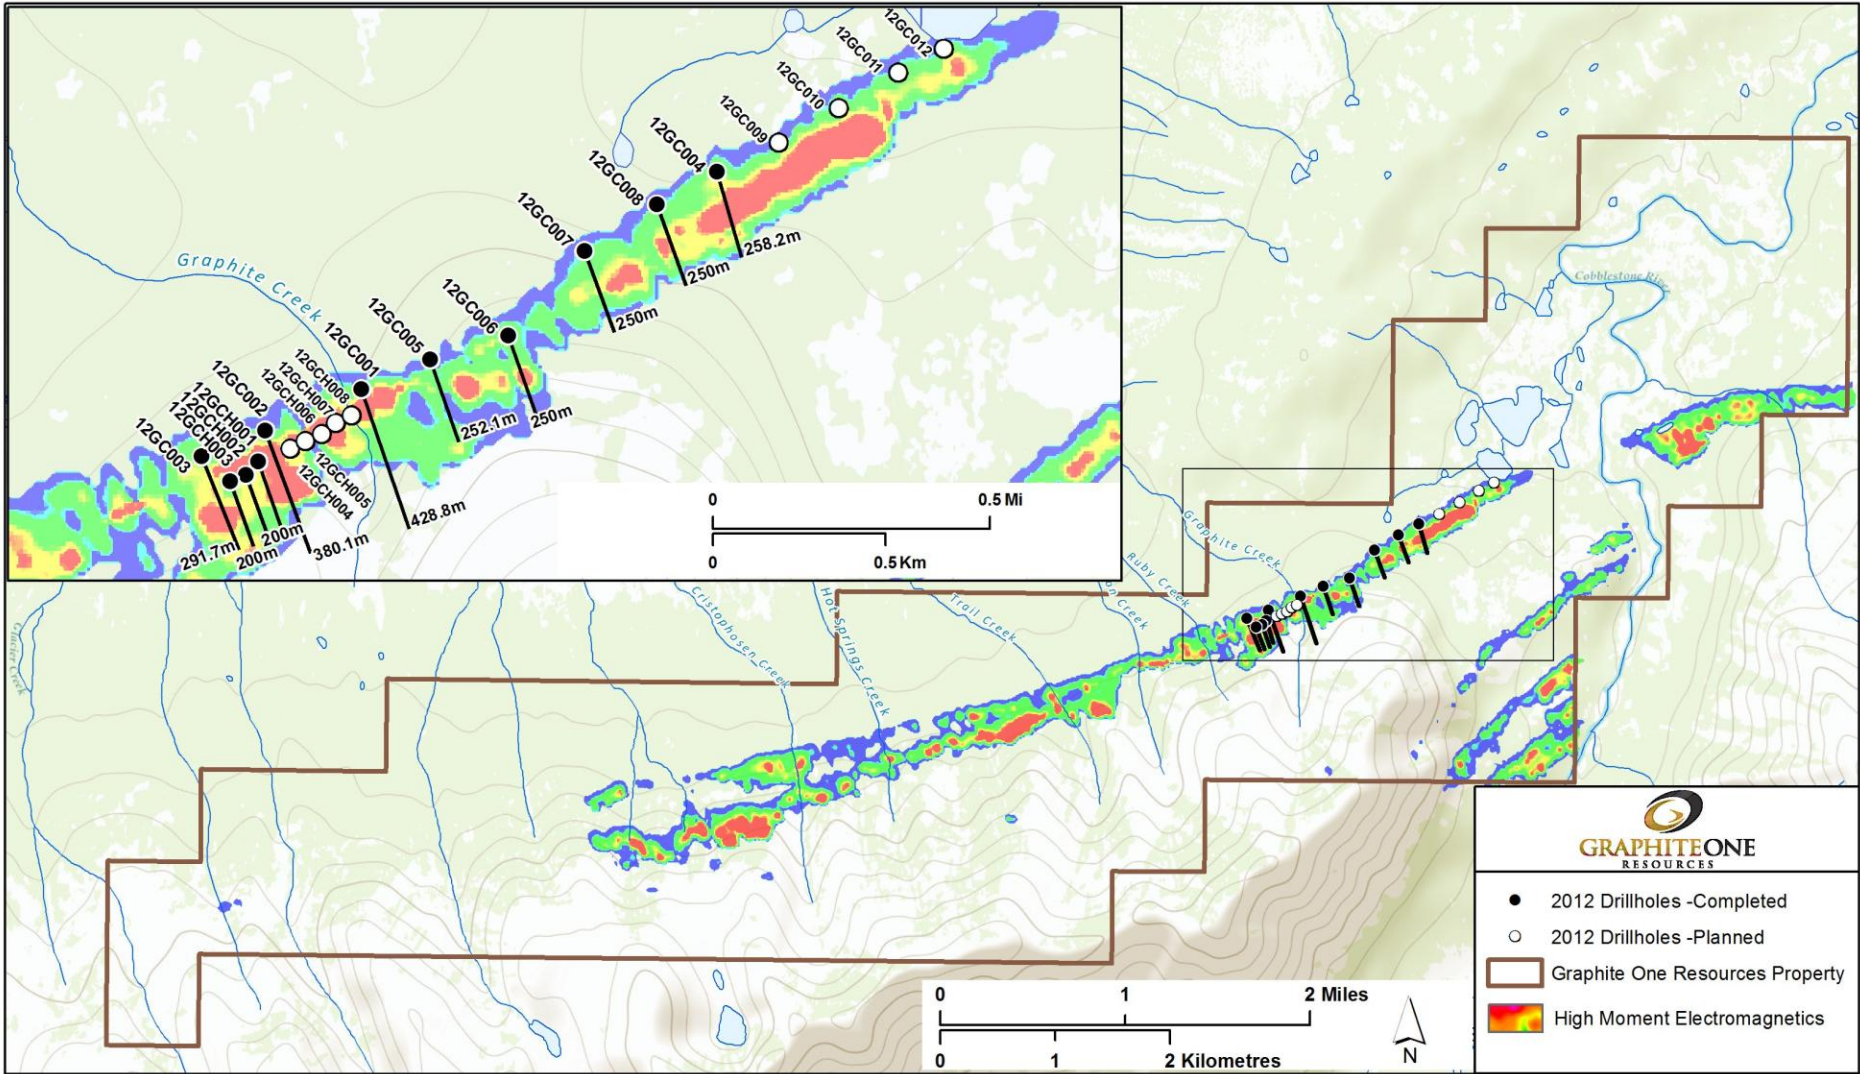 12GC012
12GC011
12GC010
12GC009
12GC004
12GC008
12GC007
12GC006
12GC005
12GC001
12GCH008
12GCH007
12GCH006
12GC002
12GCH001
12GCH002
12GCH003
12GC003
12GCH005
12GCH004
258.2m
250m
250m
250m
252.1m
428.8m
380.1m
200m
200m
291.7m
Graphite Creek
0 0.5 Mi
0 0.5 Km
Cobblestone River
Graphite Creek
Ruby Creek
on Creek
Trail Creek
Hot Springs Creek
Cristophosen Creek
Glacier Creek
GRAPHITEONE
RESOURCES
2012 Drillholes -Completed
2012 Drillholes -Planned
Graphite One Resources Property
High Moment Electromagnetics
0 1 2 Miles
0 1 2 Kilometres
N